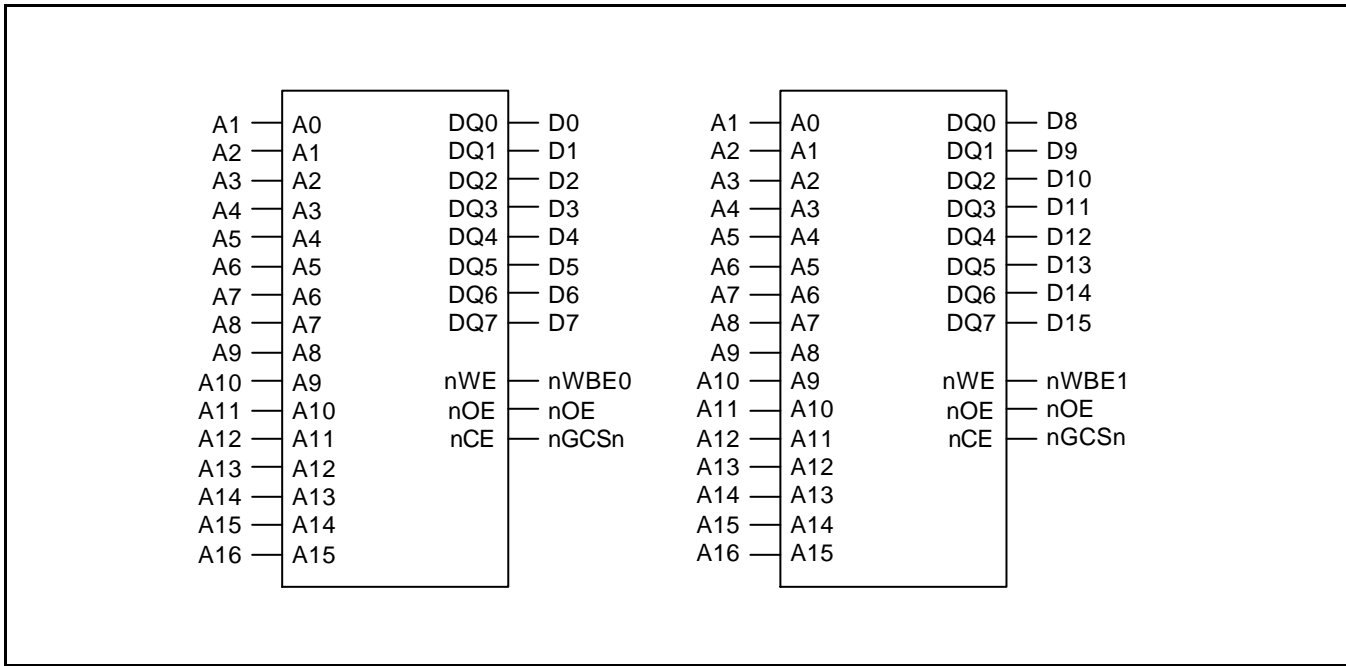 A1 A0 DQ0 D0
A2 A1 DQ1 D1
A3 A2 DQ2 D2
A4 A3 DQ3 D3
A5 A4 DQ4 D4
A6 A5 DQ5 D5
A7 A6 DQ6 D6
A8 A7 DQ7 D7
A9 A8
A10 A9 nWE nWBE0
A11 A10 nOE nOE
A12 A11 nCE nGCSn
A13 A12
A14 A13
A15 A14
A16 A15
A1 A0 DQ0 D8
A2 A1 DQ1 D9
A3 A2 DQ2 D10
A4 A3 DQ3 D11
A5 A4 DQ4 D12
A6 A5 DQ5 D13
A7 A6 DQ6 D14
A8 A7 DQ7 D15
A9 A8
A10 A9 nWE nWBE1
A11 A10 nOE nOE
A12 A11 nCE nGCSn
A13 A12
A14 A13
A15 A14
A16 A15